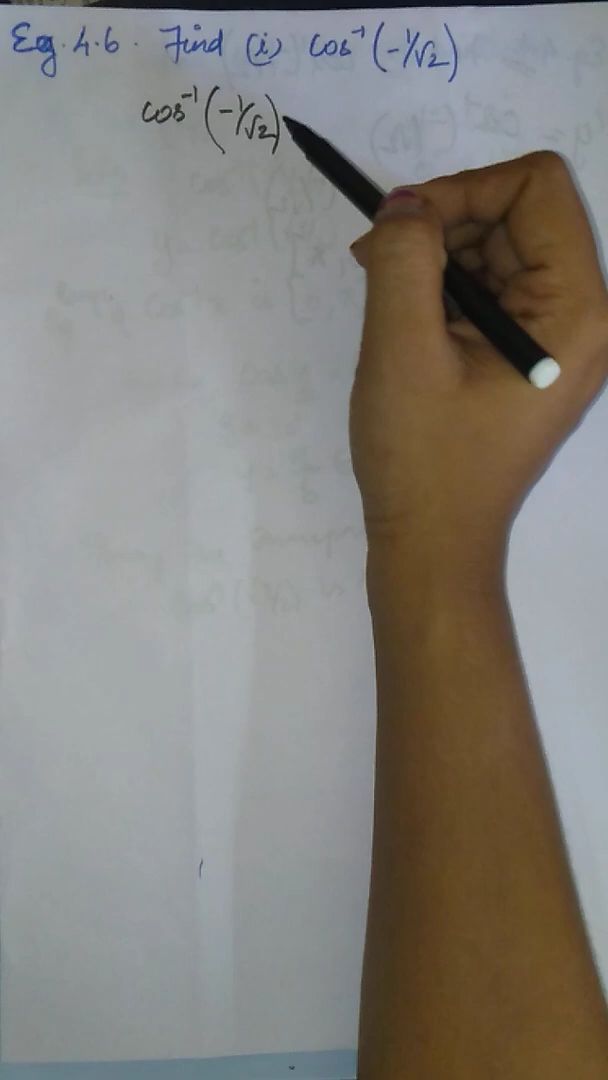 Eg. 4.6. Find (i) cos⁻¹(-1/√2)
cos⁻¹(-1/√2)